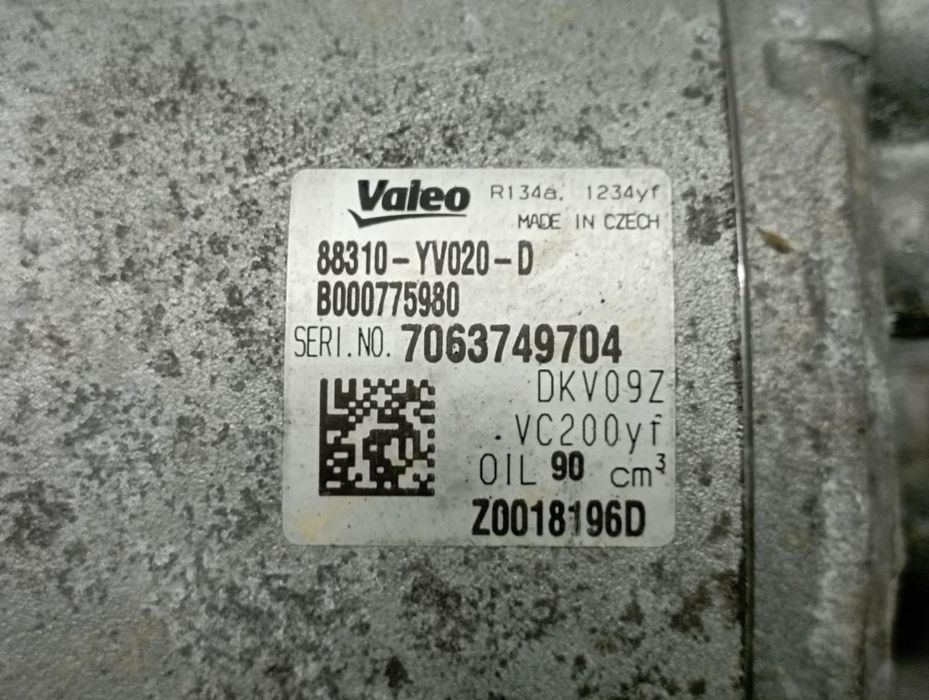 Valeo R134a, 1234yf
MADE IN CZECH
88310-YV020-D
B000775980
SERI.NO. 7063749704
DKV09Z
VC200yf
OIL 90 cm³
Z0018196D